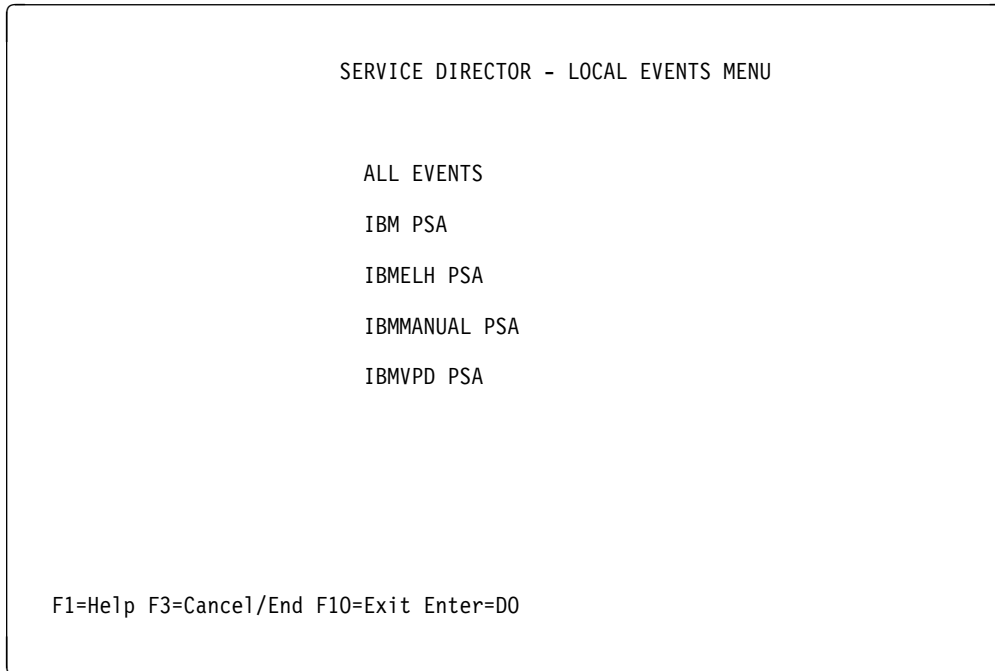 SERVICE DIRECTOR - LOCAL EVENTS MENU
ALL EVENTS
IBM PSA
IBMELH PSA
IBMMANUAL PSA
IBMVPD PSA
F1=Help F3=Cancel/End F10=Exit Enter=DO